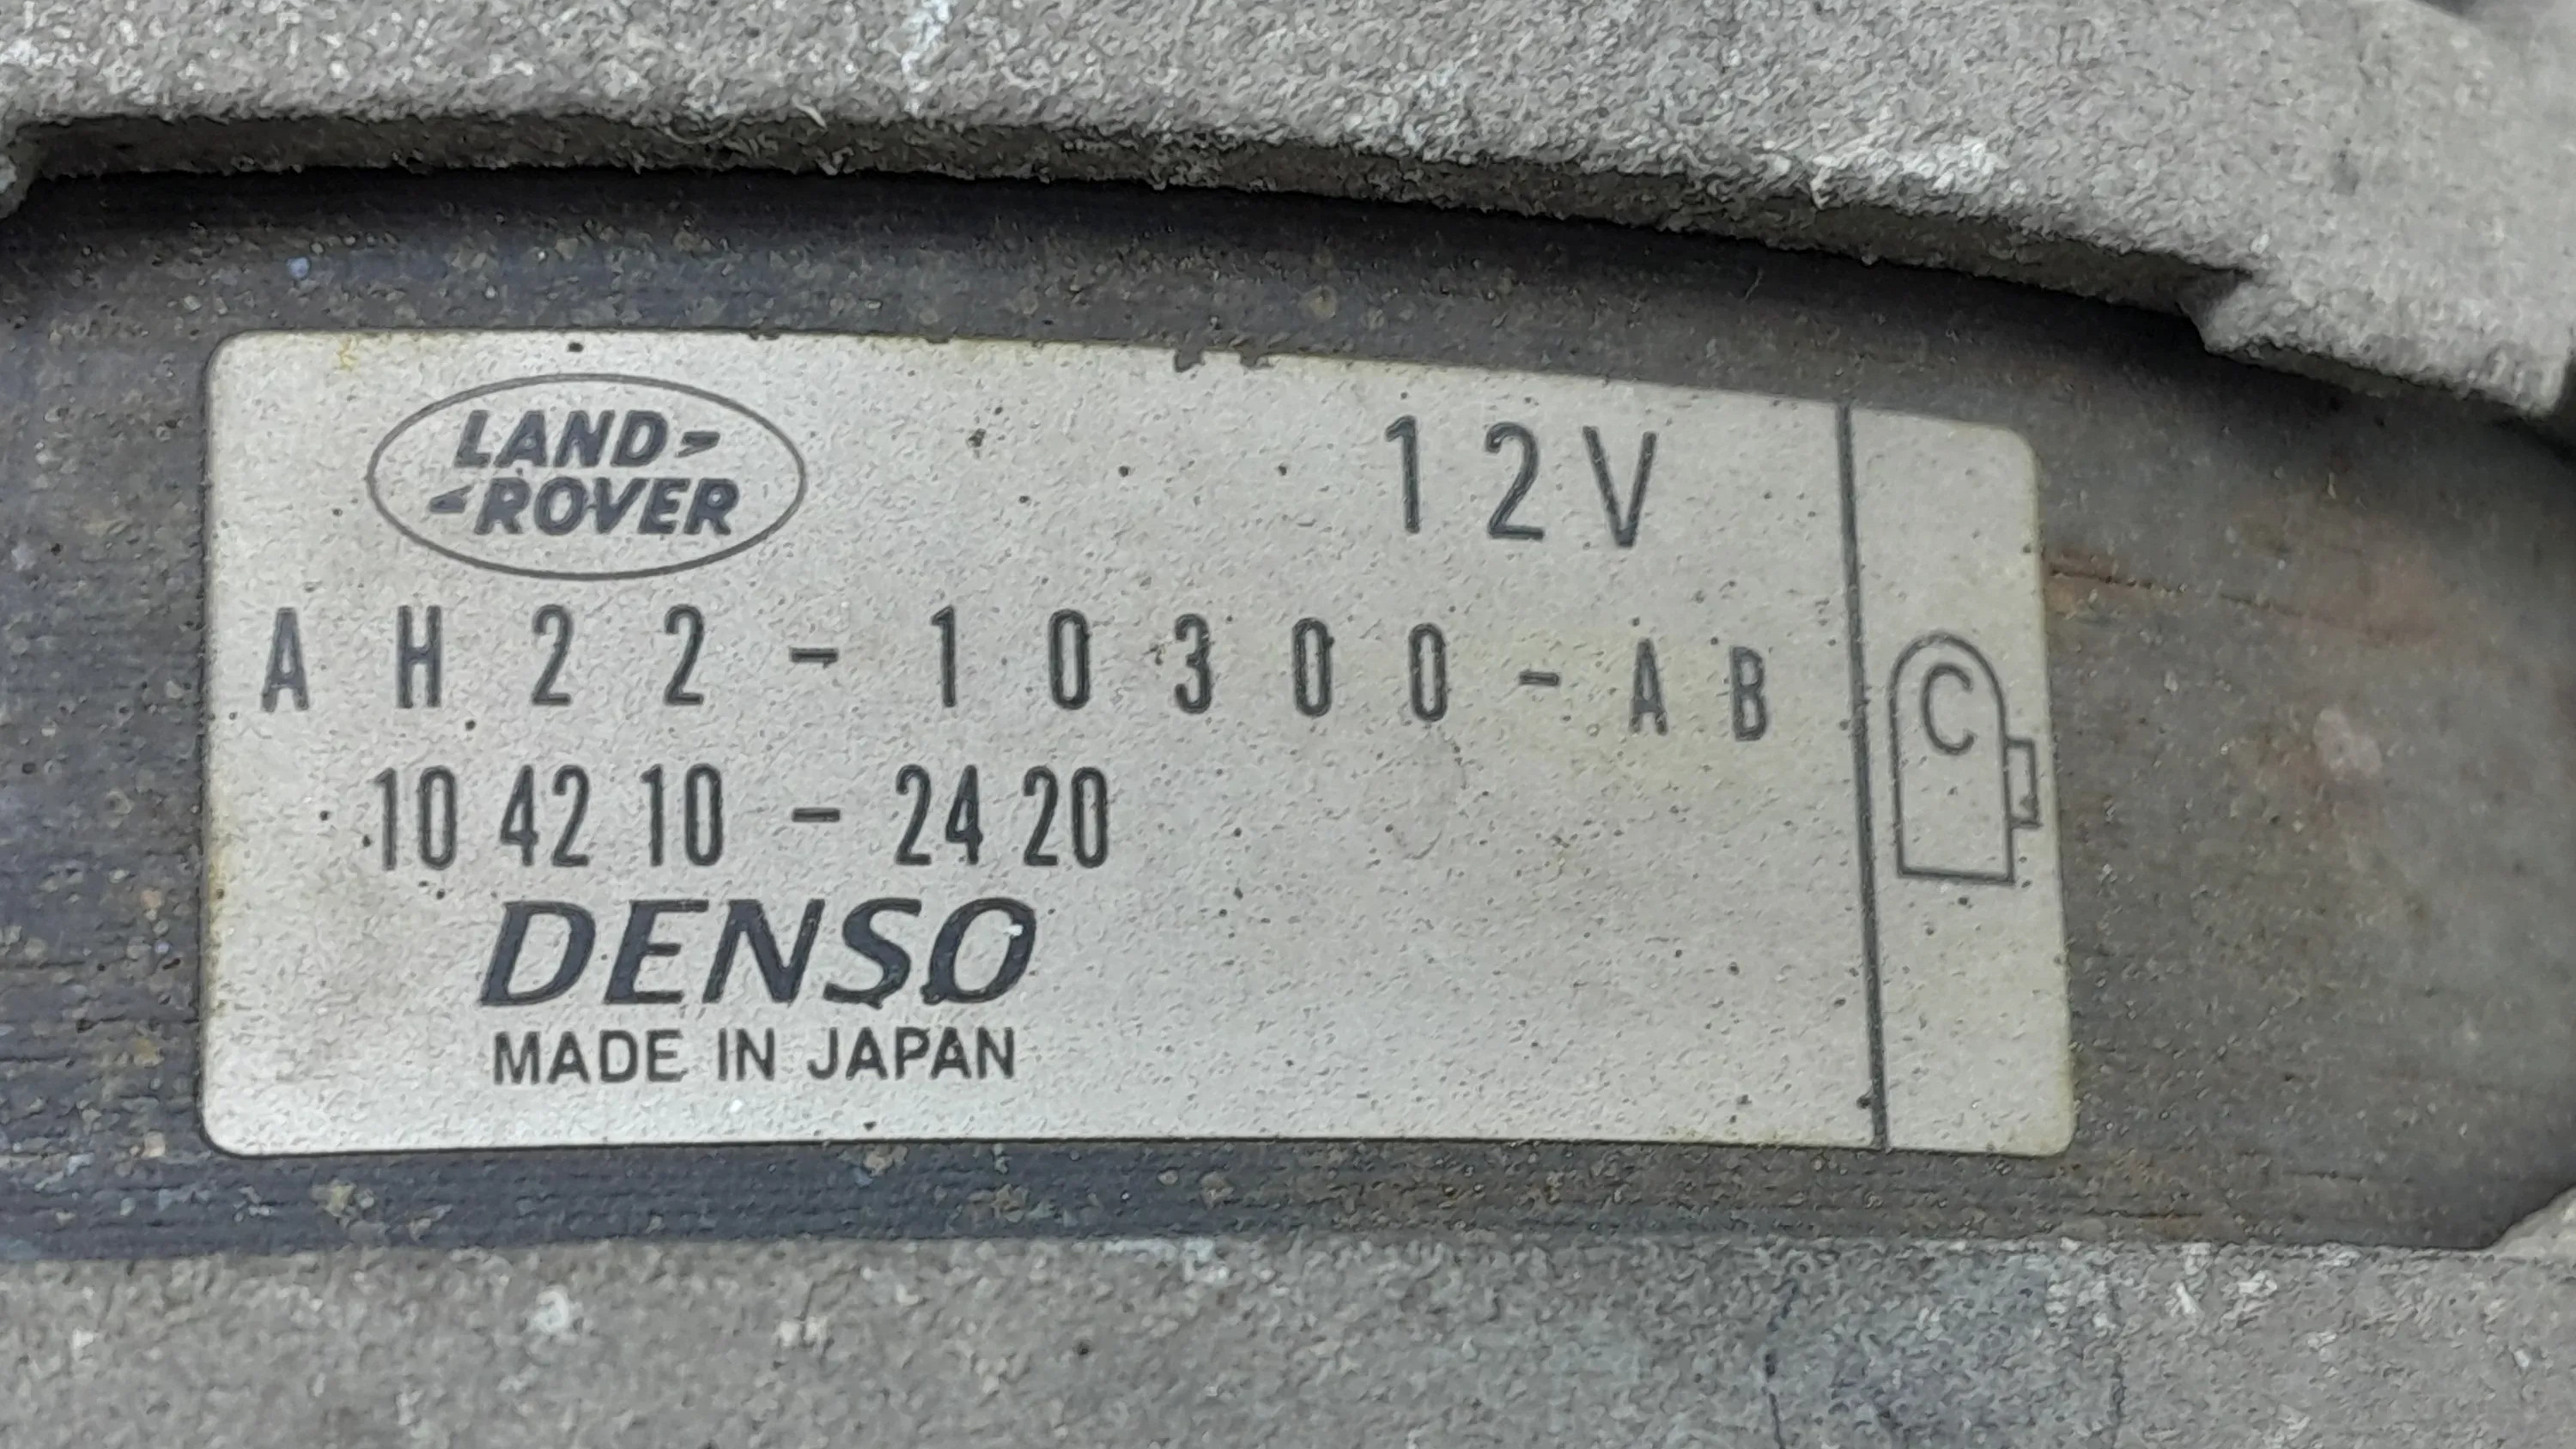 LAND-
-ROVER
12V
AH22-10300-AB
C
104210-2420
DENSO
MADE IN JAPAN